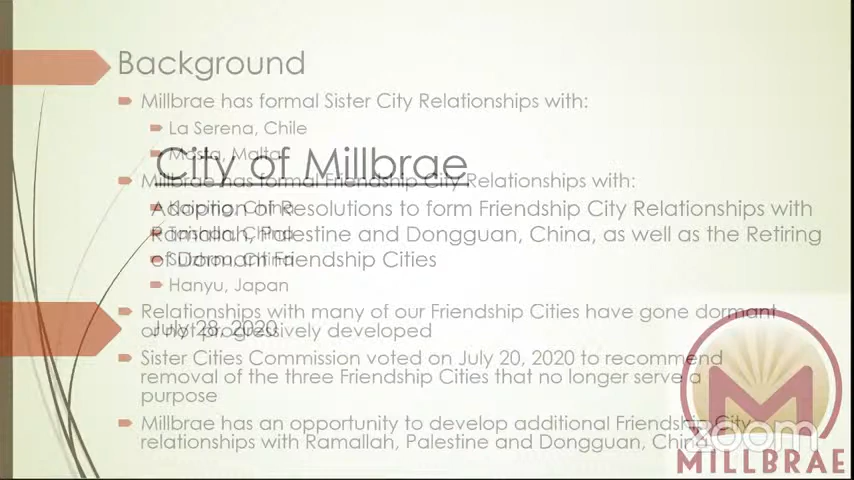 Background
Millbrae has formal Sister City Relationships with:
La Serena, Chile
Mosta, Malta
City of Millbrae
Millbrae has formal Friendship City Relationships with:
Kaiping, China
Adoption of Resolutions to form Friendship City Relationships with
Ramallah, Palestine and Dongguan, China, as well as the Retiring
of Dormant Friendship Cities
Hanyu, Japan
Relationships with many of our Friendship Cities have gone dormant
or not progressively developed
July 28, 2020
Sister Cities Commission voted on July 20, 2020 to recommend
removal of the three Friendship Cities that no longer serve a
purpose
Millbrae has an opportunity to develop additional Friendship City
relationships with Ramallah, Palestine and Dongguan, China
zoom
MILLBRAE